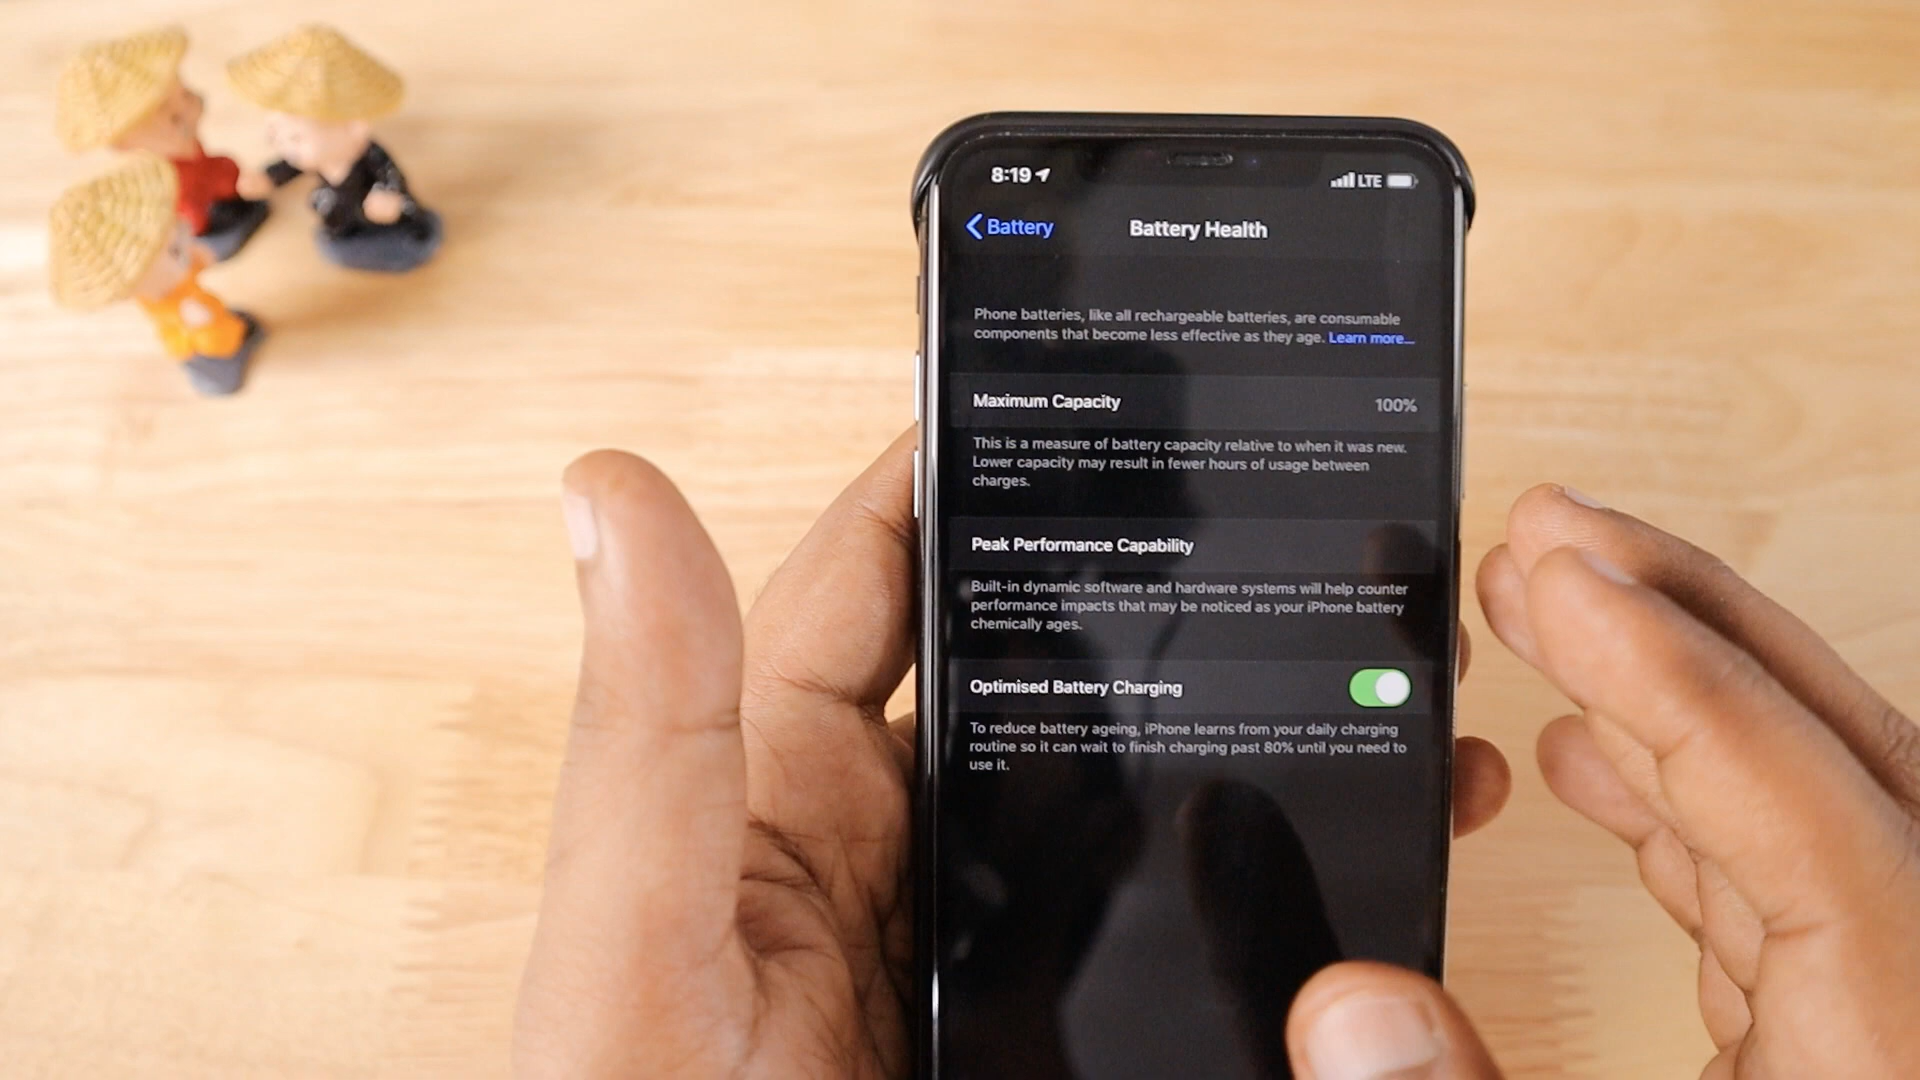 8:19
LTE
Battery
Battery Health
Phone batteries, like all rechargeable batteries, are consumable
components that become less effective as they age. Learn more...
Maximum Capacity 100%
This is a measure of battery capacity relative to when it was new.
Lower capacity may result in fewer hours of usage between
charges.
Peak Performance Capability
Built-in dynamic software and hardware systems will help counter
performance impacts that may be noticed as your iPhone battery
chemically ages.
Optimised Battery Charging
To reduce battery ageing, iPhone learns from your daily charging
routine so it can wait to finish charging past 80% until you need to
use it.